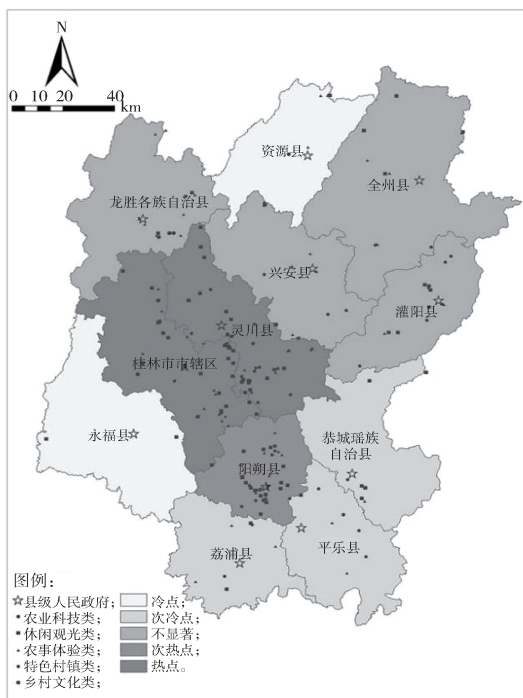 N
0 10 20 40
km
资源县
全州县
龙胜各族自治县
兴安县
灌阳县
灵川县
桂林市市辖区
永福县
恭城瑶族
自治县
阳朔县
平乐县
荔浦县
图例:
县级人民政府; 冷点;
农业科技类; 次冷点;
休闲观光类; 不显著;
农事体验类; 次热点;
特色村镇类; 热点。
乡村文化类;